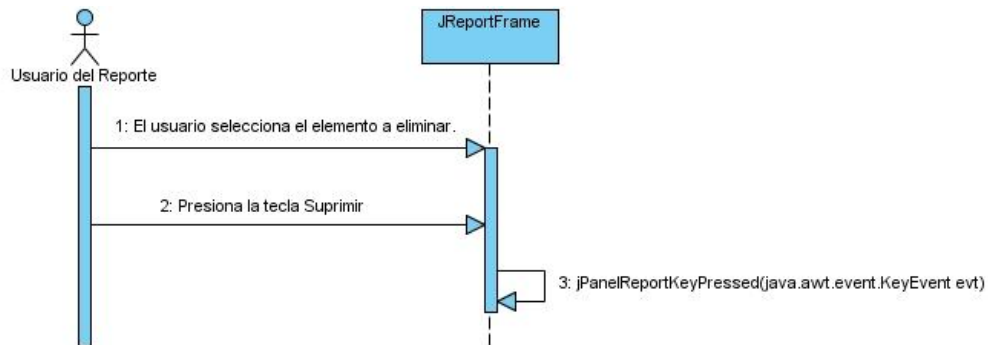 JReportFrame
Usuario del Reporte
1: El usuario selecciona el elemento a eliminar.
2: Presiona la tecla Suprimir
3: jPanelReportKeyPressed(java.awt.event.KeyEvent evt)